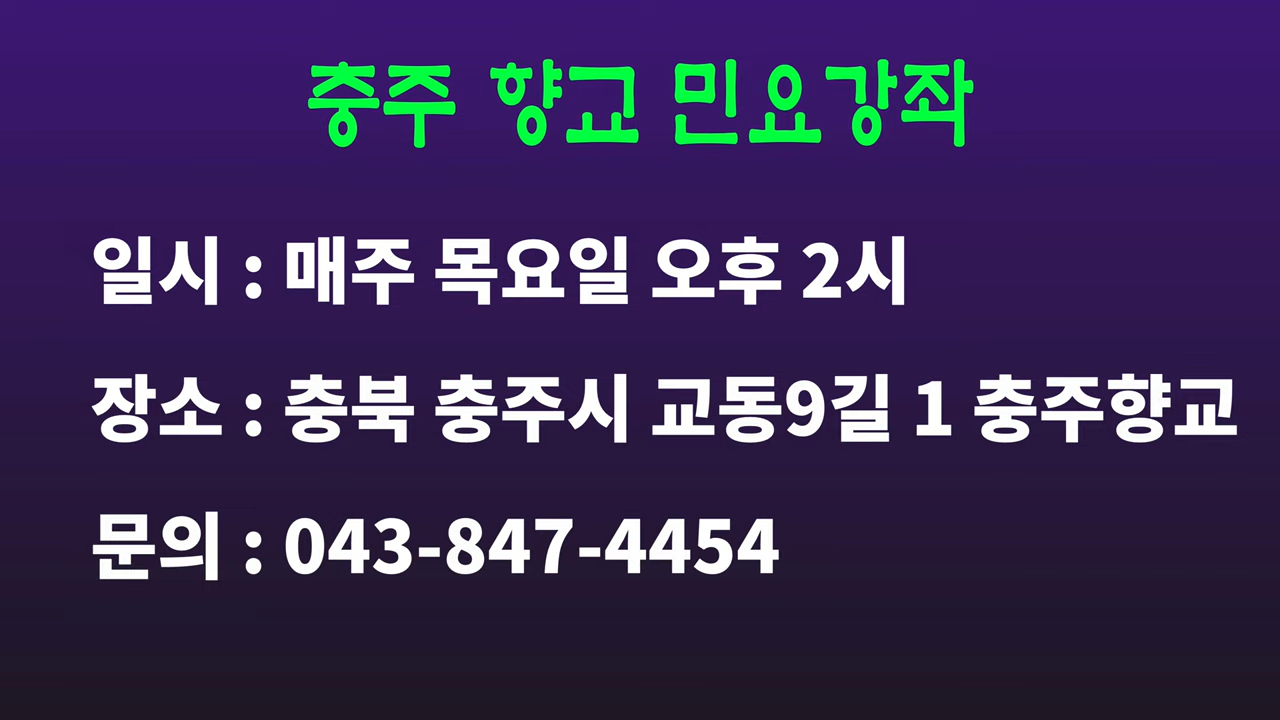 충주 향교 민요강좌
일시 : 매주 목요일 오후 2시
장소 : 충북 충주시 교동9길 1 충주향교
문의 : 043-847-4454